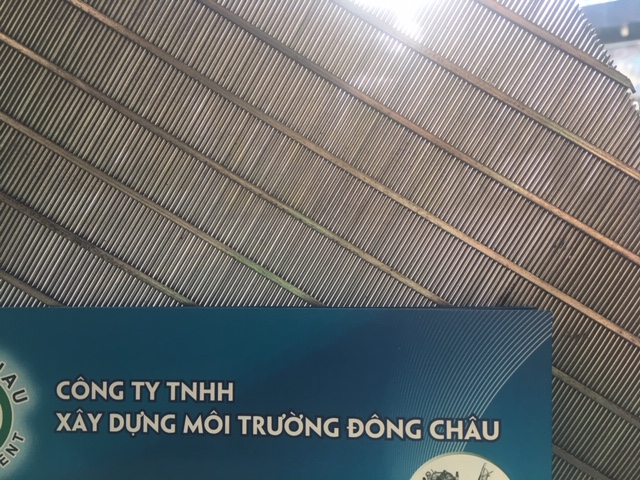 CÔNG TY TNHH
XÂY DỰNG MÔI TRƯỜNG ĐÔNG CHÂU